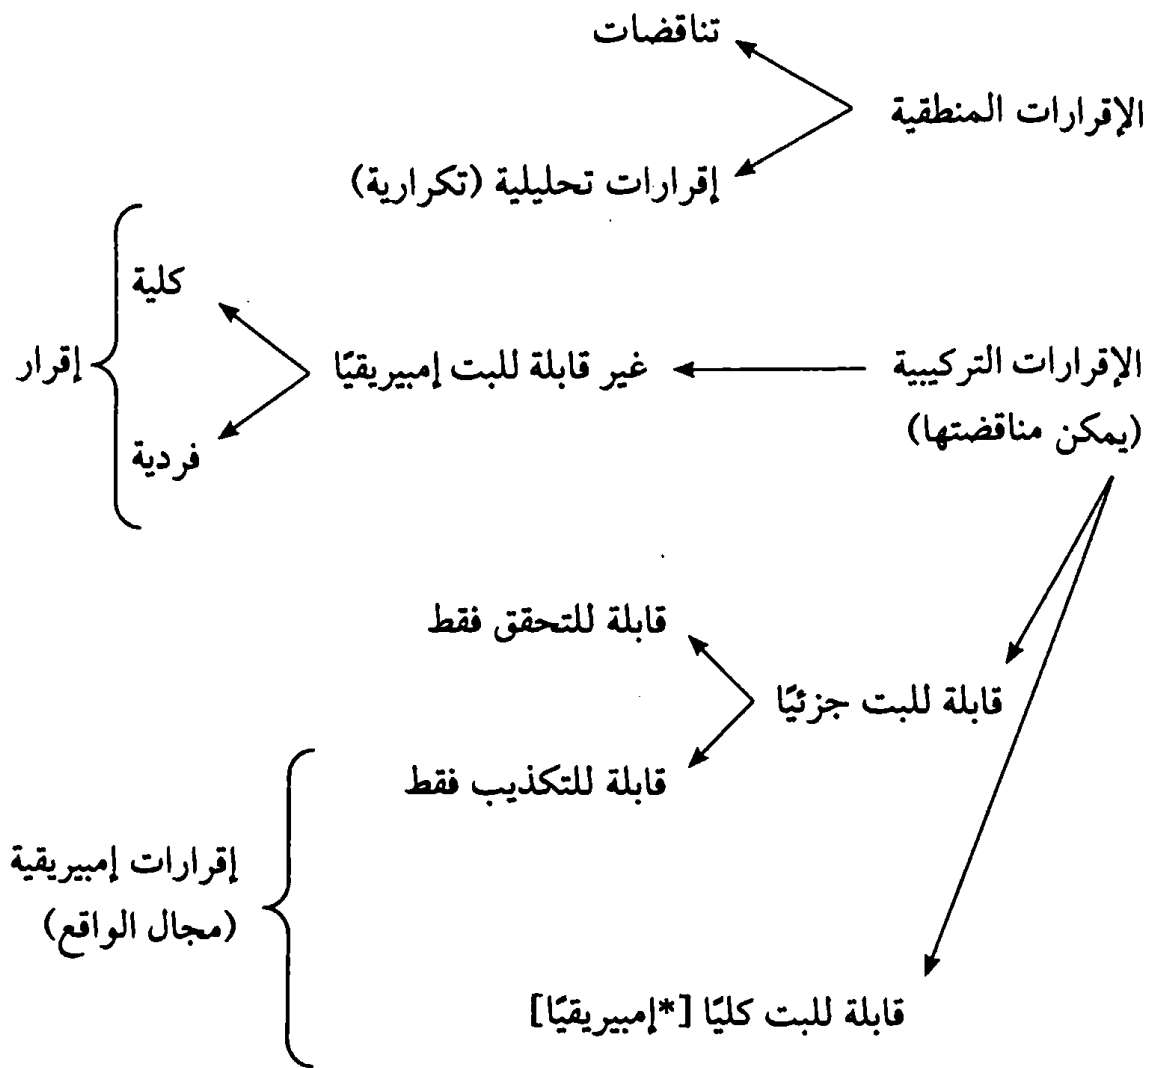 تناقضات
الإقرارات المنطقية
إقرارات تحليلية (تكرارية)
كلية
الإقرارات التركيبية
(يمكن مناقضتها)
غير قابلة للبت إمبيريقيًا
إقرار
فردية
قابلة للتحقق فقط
قابلة للبت جزئيًا
قابلة للتكذيب فقط
إقرارات إمبيريقية
(مجال الواقع)
قابلة للبت كليًا [*إمبيريقيًا]